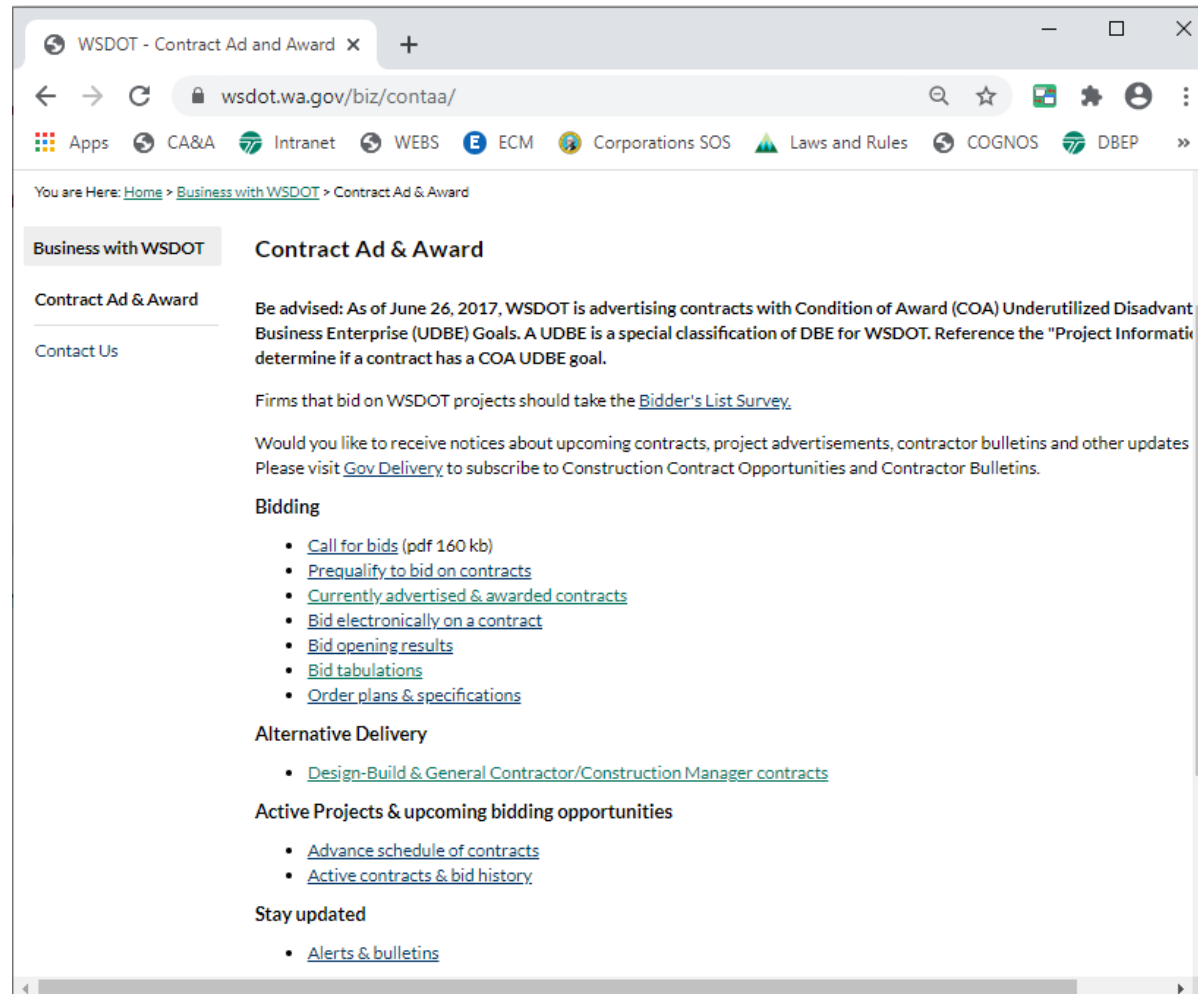 WSDOT - Contract Ad and Award
wsdot.wa.gov/biz/contaa/
Apps CA&A Intranet WEBS E ECM Corporations SOS Laws and Rules COGNOS DBEP »
You are Here: Home > Business with WSDOT > Contract Ad & Award
Business with WSDOT
Contract Ad & Award
Contact Us
Contract Ad & Award
Be advised: As of June 26, 2017, WSDOT is advertising contracts with Condition of Award (COA) Underutilized Disadvant
Business Enterprise (UDBE) Goals. A UDBE is a special classification of DBE for WSDOT. Reference the "Project Informati
determine if a contract has a COA UDBE goal.
Firms that bid on WSDOT projects should take the Bidder's List Survey.
Would you like to receive notices about upcoming contracts, project advertisements, contractor bulletins and other updates
Please visit Gov Delivery to subscribe to Construction Contract Opportunities and Contractor Bulletins.
Bidding
• Call for bids (pdf 160 kb)
• Prequalify to bid on contracts
• Currently advertised & awarded contracts
• Bid electronically on a contract
• Bid opening results
• Bid tabulations
• Order plans & specifications
Alternative Delivery
• Design-Build & General Contractor/Construction Manager contracts
Active Projects & upcoming bidding opportunities
• Advance schedule of contracts
• Active contracts & bid history
Stay updated
• Alerts & bulletins